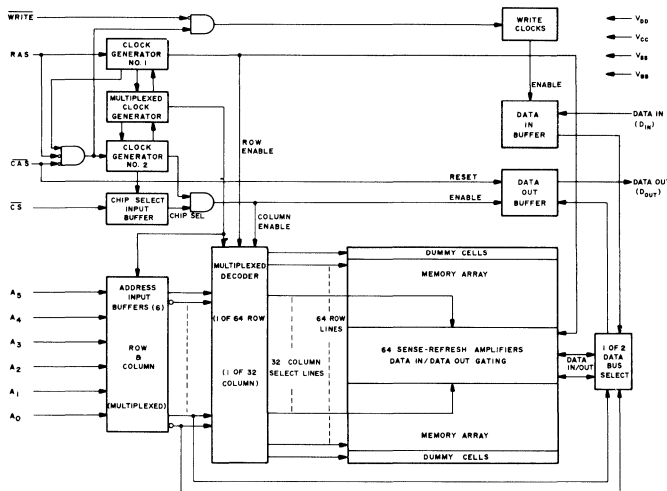 WRITE
RAS
CAS
CS
CLOCK
GENERATOR
NO. 1
MULTIPLEXED
CLOCK
GENERATOR
CLOCK
GENERATOR
NO. 2
CHIP SELECT
INPUT
BUFFER
CHIP SEL
ROW
ENABLE
COLUMN
ENABLE
WRITE
CLOCKS
ENABLE
DATA
IN
BUFFER
RESET
ENABLE
DATA
OUT
BUFFER
VDD
VCC
VSS
VBB
DATA IN
(DIN)
DATA OUT
(DOUT)
A5
A4
A3
A2
A1
A0
ADDRESS
INPUT
BUFFERS (6)
ROW
&
COLUMN
(MULTIPLEXED)
MULTIPLEXED
DECODER
(1 OF 64 ROW)
(1 OF 32
COLUMN)
64 ROW
LINES
32 COLUMN
SELECT LINES
DUMMY CELLS
MEMORY ARRAY
64 SENSE-REFRESH AMPLIFIERS
DATA IN/DATA OUT GATING
MEMORY
ARRAY
DUMMY CELLS
DATA
IN/OUT
1 OF 2
DATA
BUS
SELECT